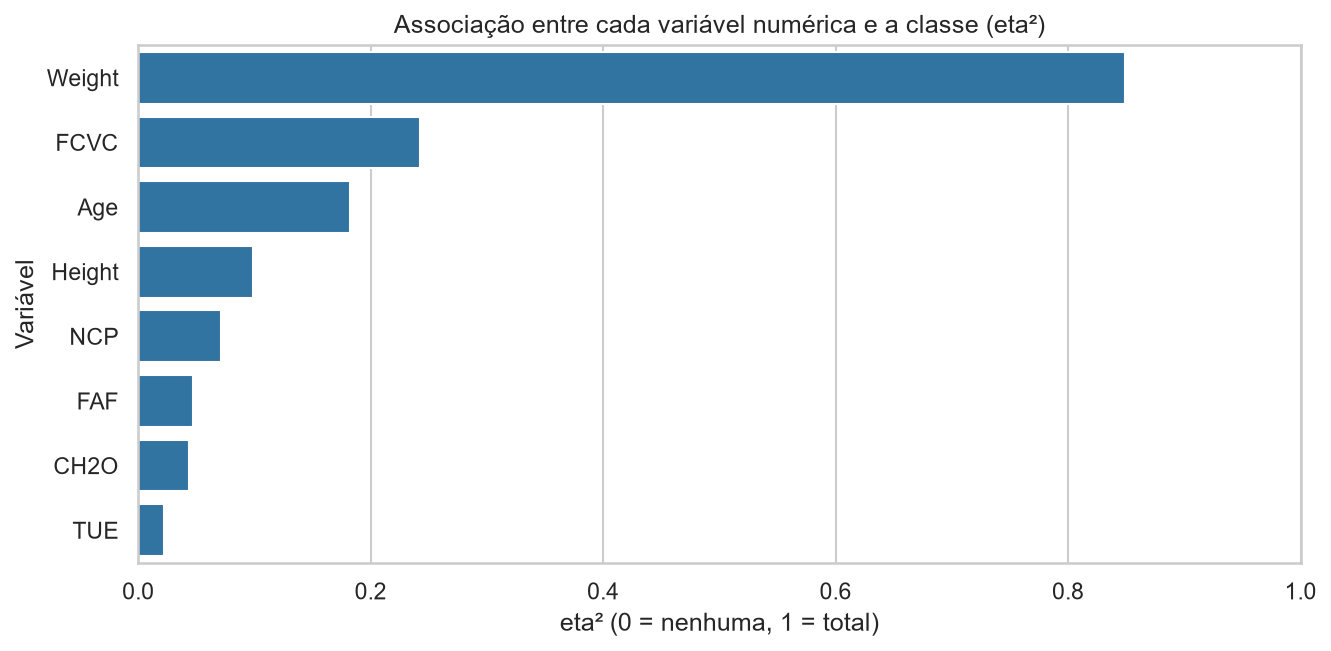 Associação entre cada variável numérica e a classe (eta²)
Variável
Weight
FCVC
Age
Height
NCP
FAF
CH2O
TUE
0.0 0.2 0.4 0.6 0.8 1.0
eta² (0 = nenhuma, 1 = total)